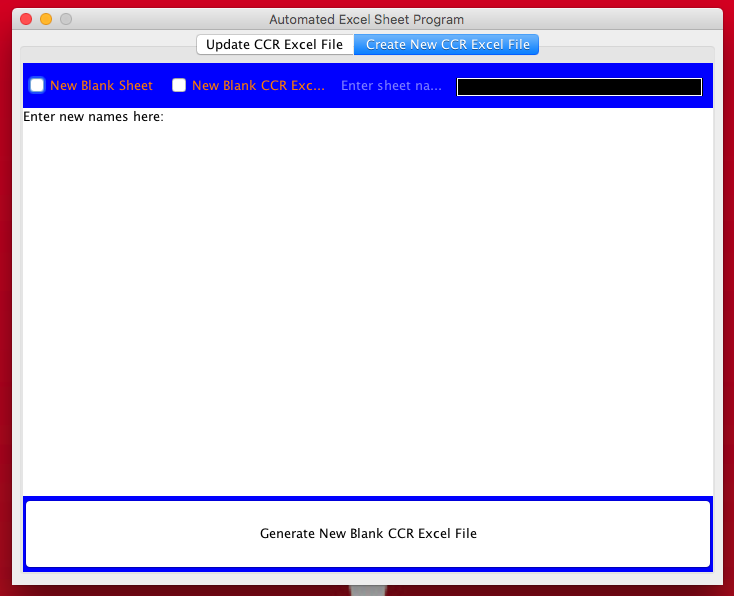 Automated Excel Sheet Program
Update CCR Excel File Create New CCR Excel File
New Blank Sheet New Blank CCR Exc... Enter sheet na...
Enter new names here:
Generate New Blank CCR Excel File